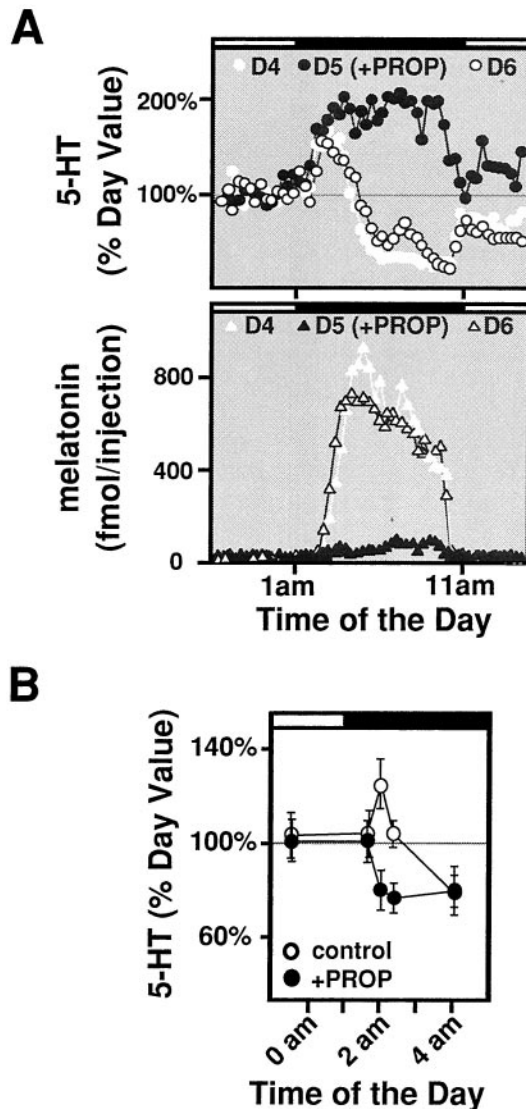 A
D4 D5 (+PROP) D6
200%
100%
5-HT
(% Day Value)
D4 D5 (+PROP) D6
800
400
0
melatonin
(fmol/injection)
1am 11am
Time of the Day
B
140%
100%
60%
5-HT (% Day Value)
control
+PROP
0 am 2 am 4 am
Time of the Day